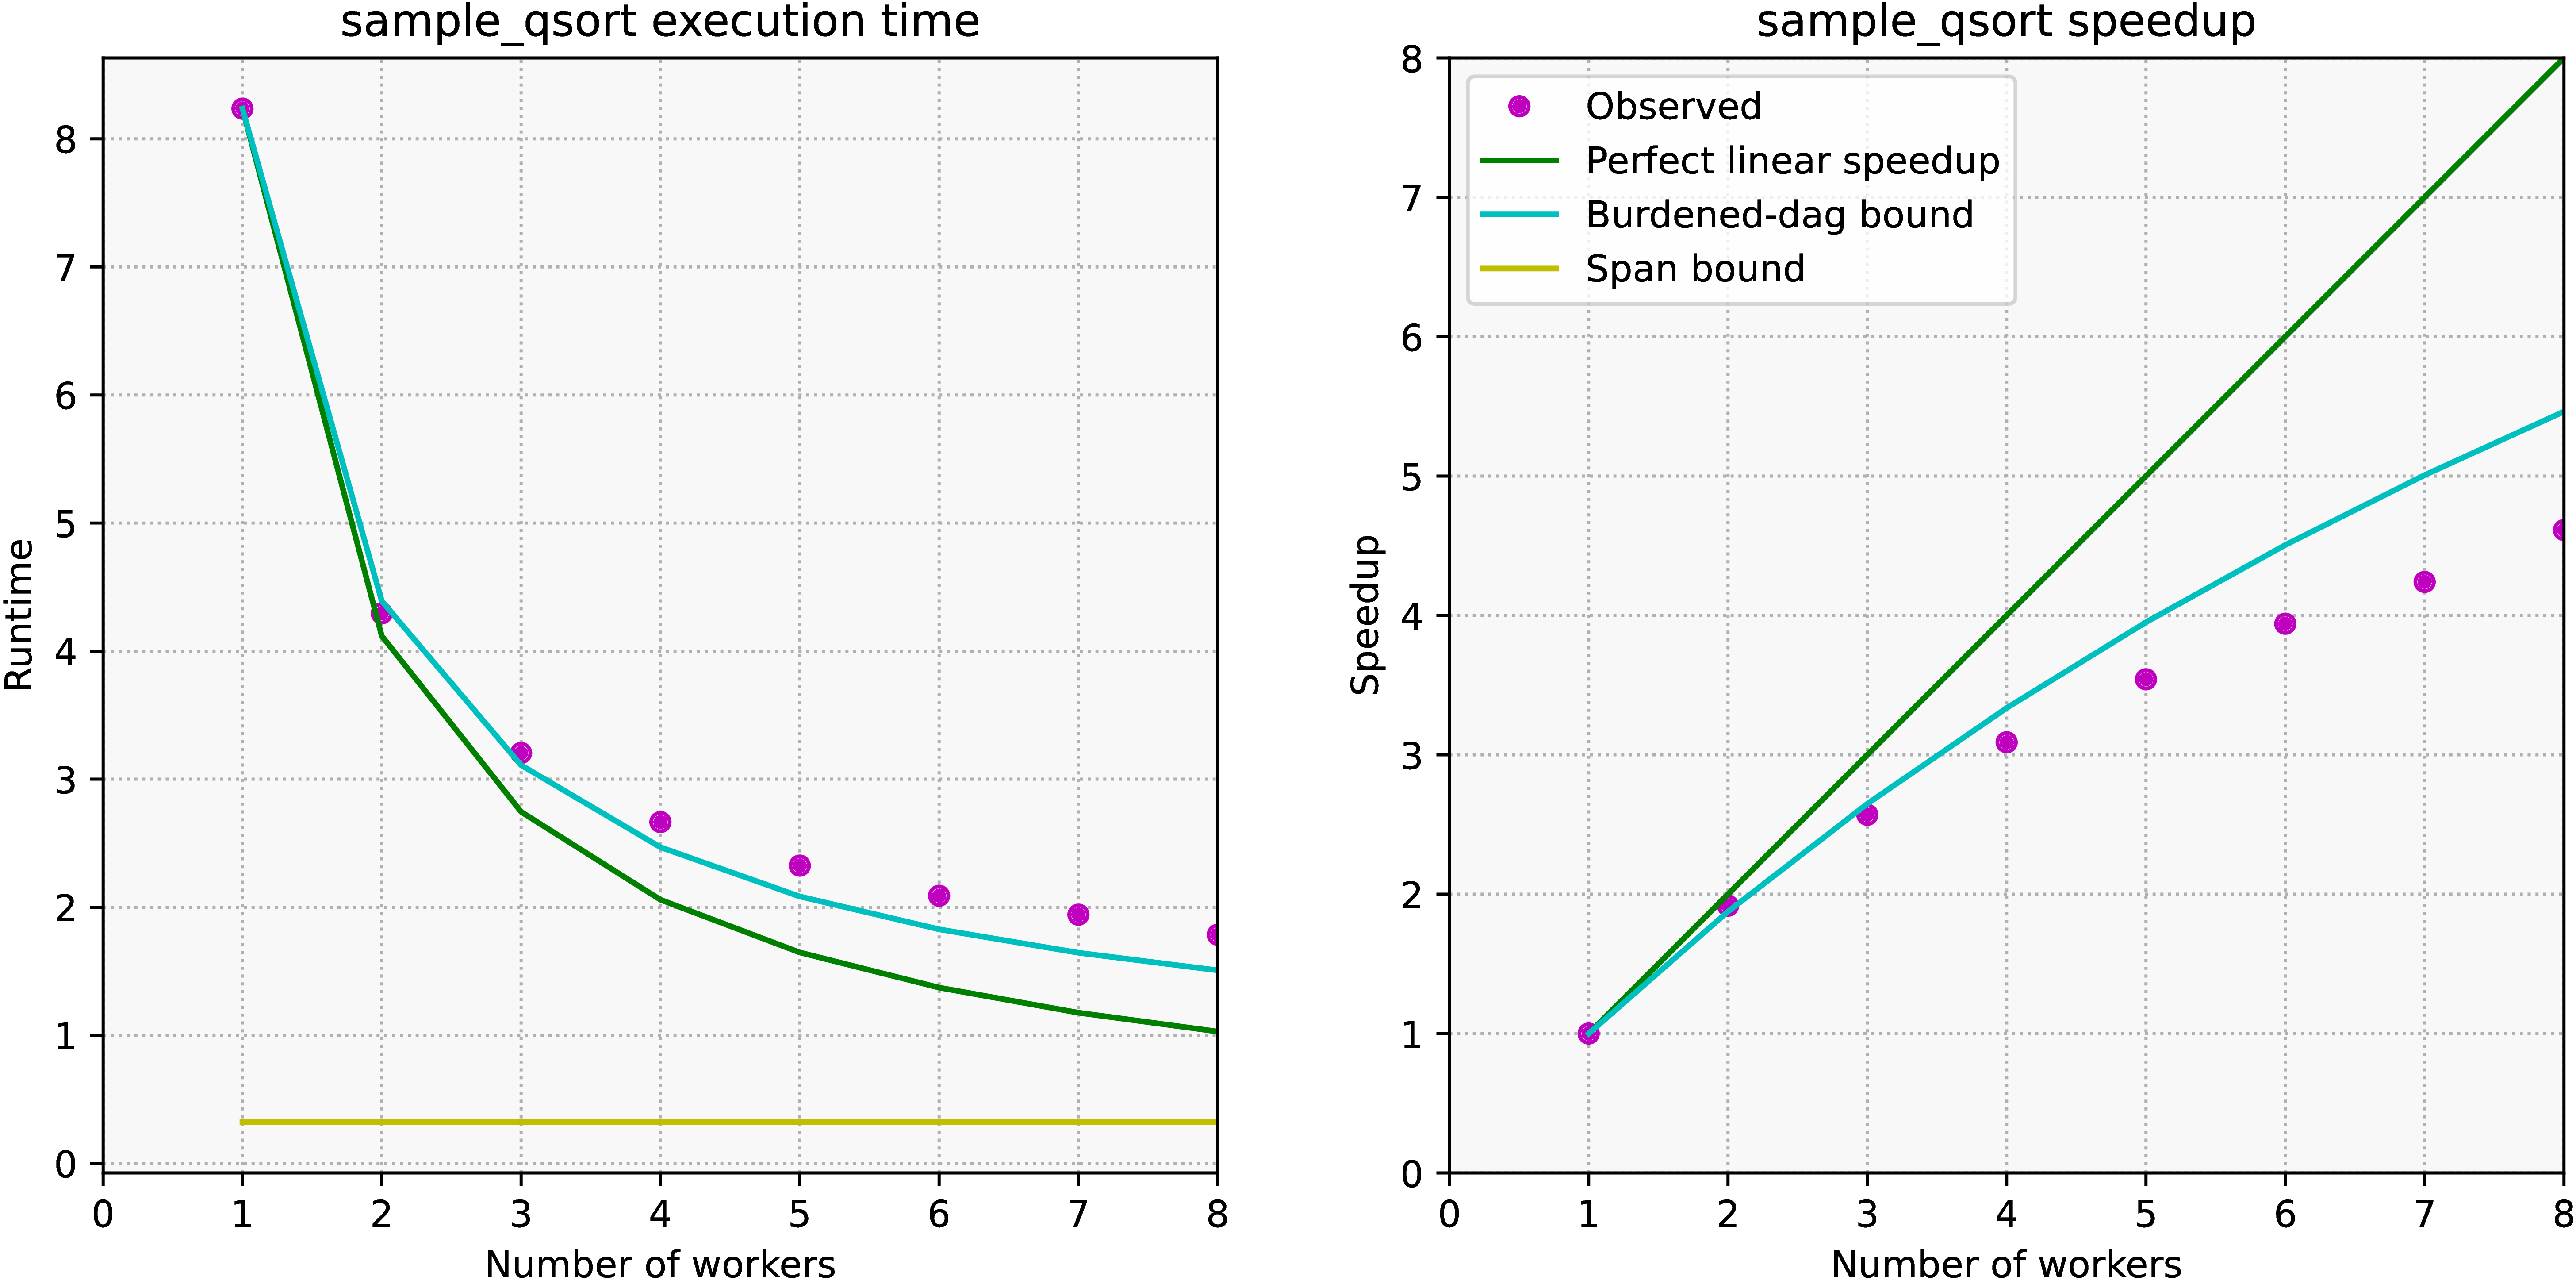 sample_qsort execution time
Runtime
8
7
6
5
4
3
2
1
0
0 1 2 3 4 5 6 7 8
Number of workers
sample_qsort speedup
Observed
Perfect linear speedup
Burdened-dag bound
Span bound
Speedup
8
7
6
5
4
3
2
1
0
0 1 2 3 4 5 6 7 8
Number of workers